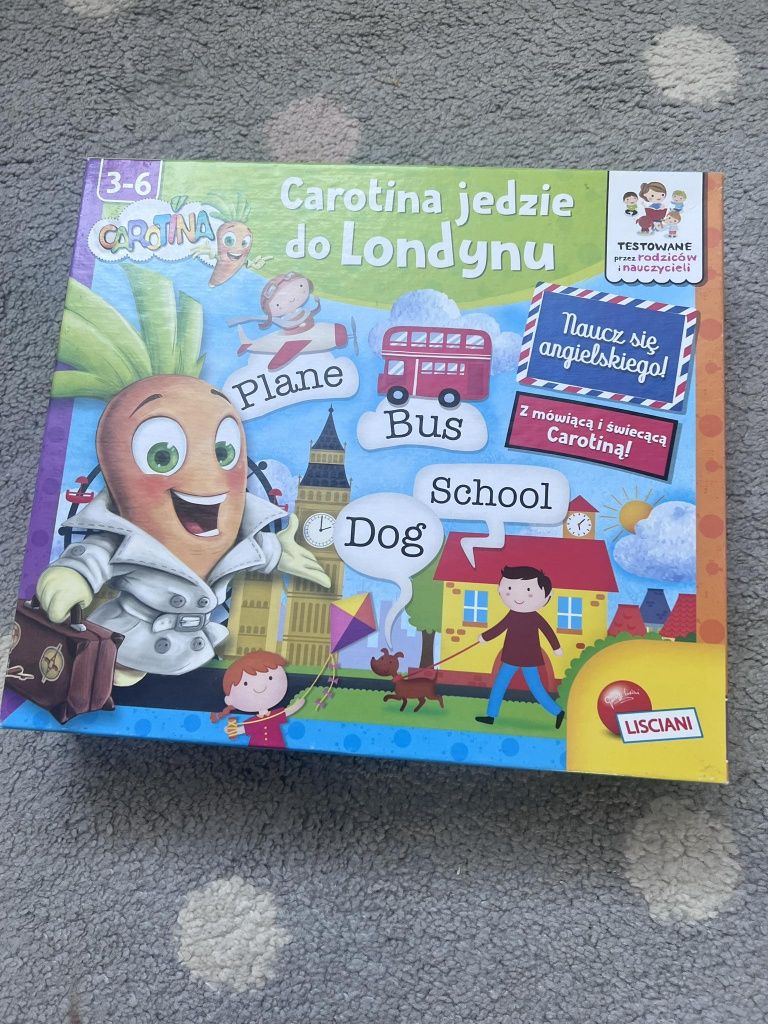 3-6
CAROTINA
Carotina jedzie
do Londynu
TESTOWANE
przez rodziców
i nauczycieli
Naucz się
angielskiego!
Z mówiącą i świecącą
Carotiną!
Plane
Bus
School
Dog
LISCIANI